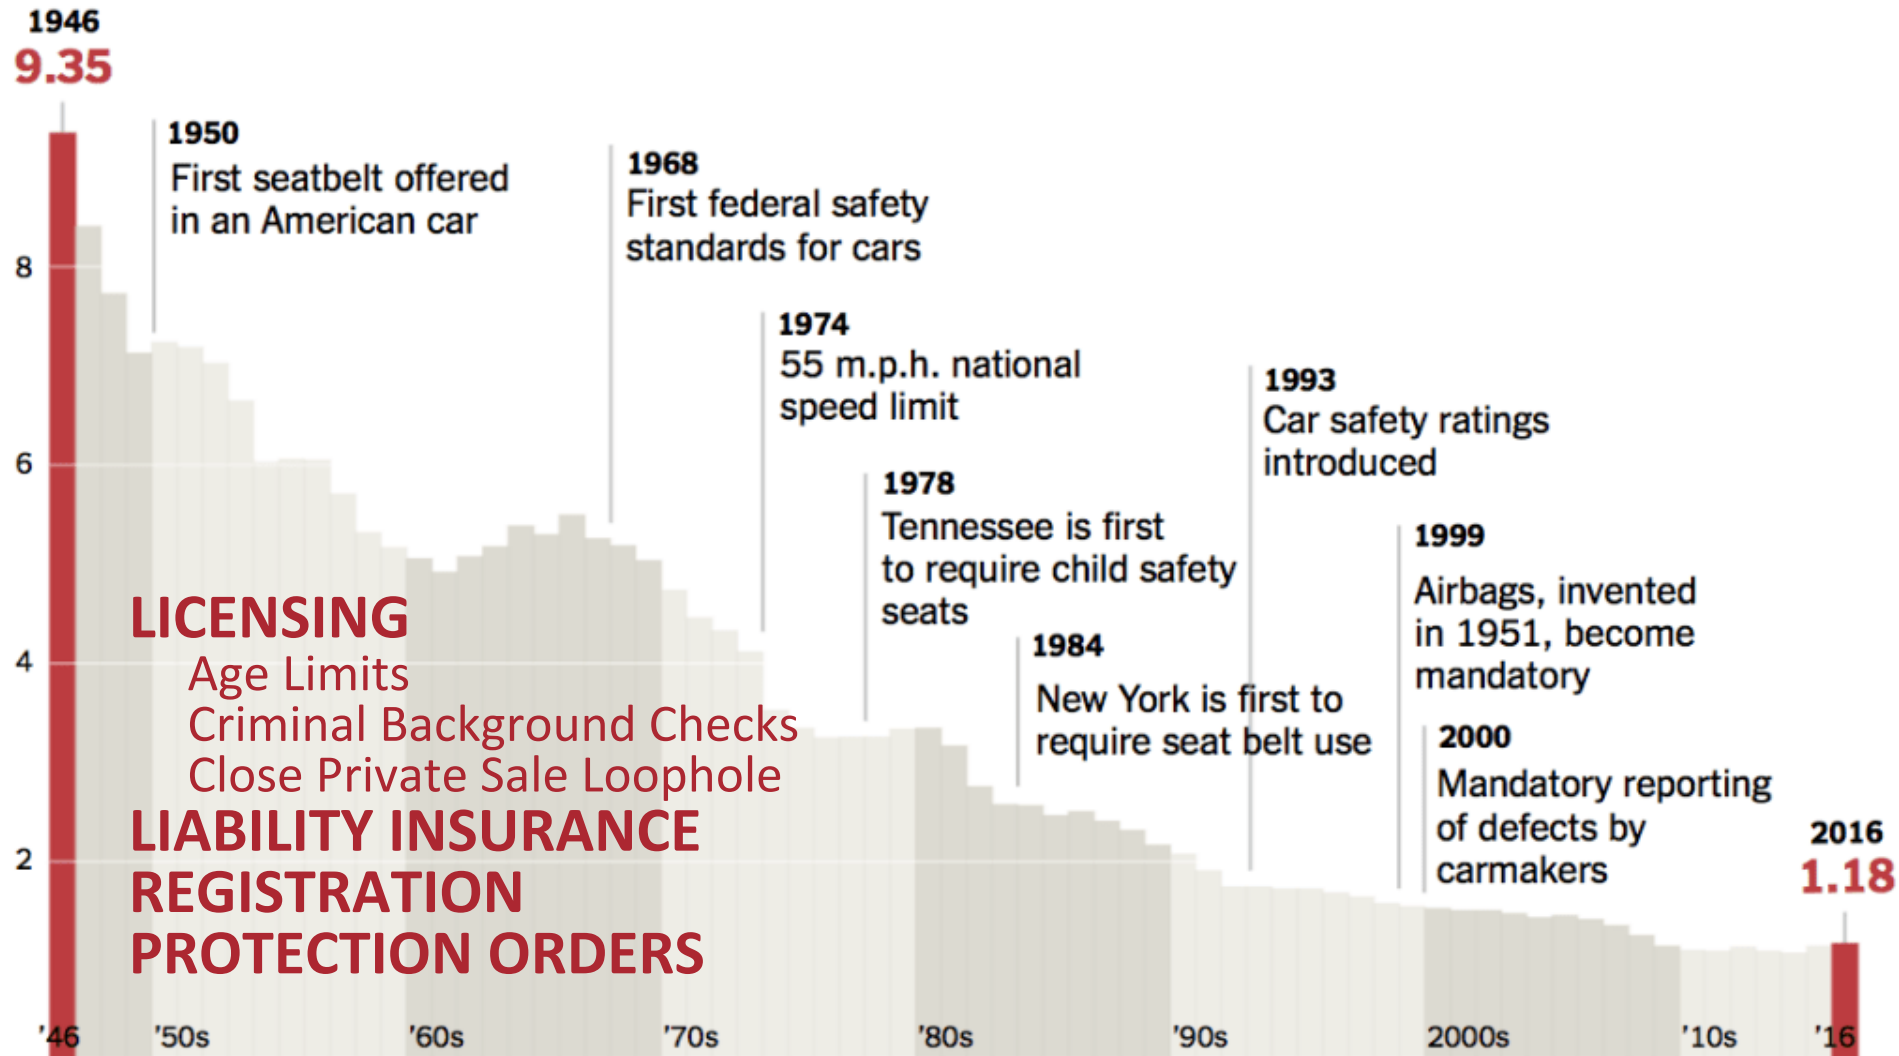 1946
9.35
1950
First seatbelt offered
in an American car
1968
First federal safety
standards for cars
1974
55 m.p.h. national
speed limit
1978
Tennessee is first
to require child safety
seats
1984
New York is first to
require seat belt use
1993
Car safety ratings
introduced
1999
Airbags, invented
in 1951, become
mandatory
2000
Mandatory reporting
of defects by
carmakers
2016
1.18
8
6
4
2
LICENSING
Age Limits
Criminal Background Checks
Close Private Sale Loophole
LIABILITY INSURANCE
REGISTRATION
PROTECTION ORDERS
'46 '50s '60s '70s '80s '90s 2000s '10s '16